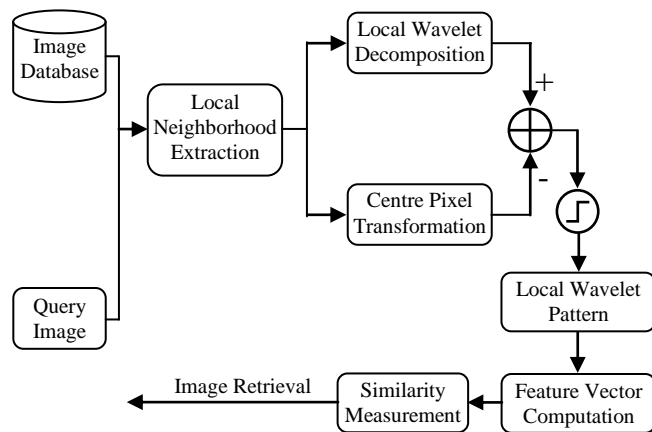 Image
Database
Local
Neighborhood
Extraction
Local Wavelet
Decomposition
+
Centre Pixel
Transformation
-
Query
Image
Local Wavelet
Pattern
Feature Vector
Computation
Similarity
Measurement
Image Retrieval